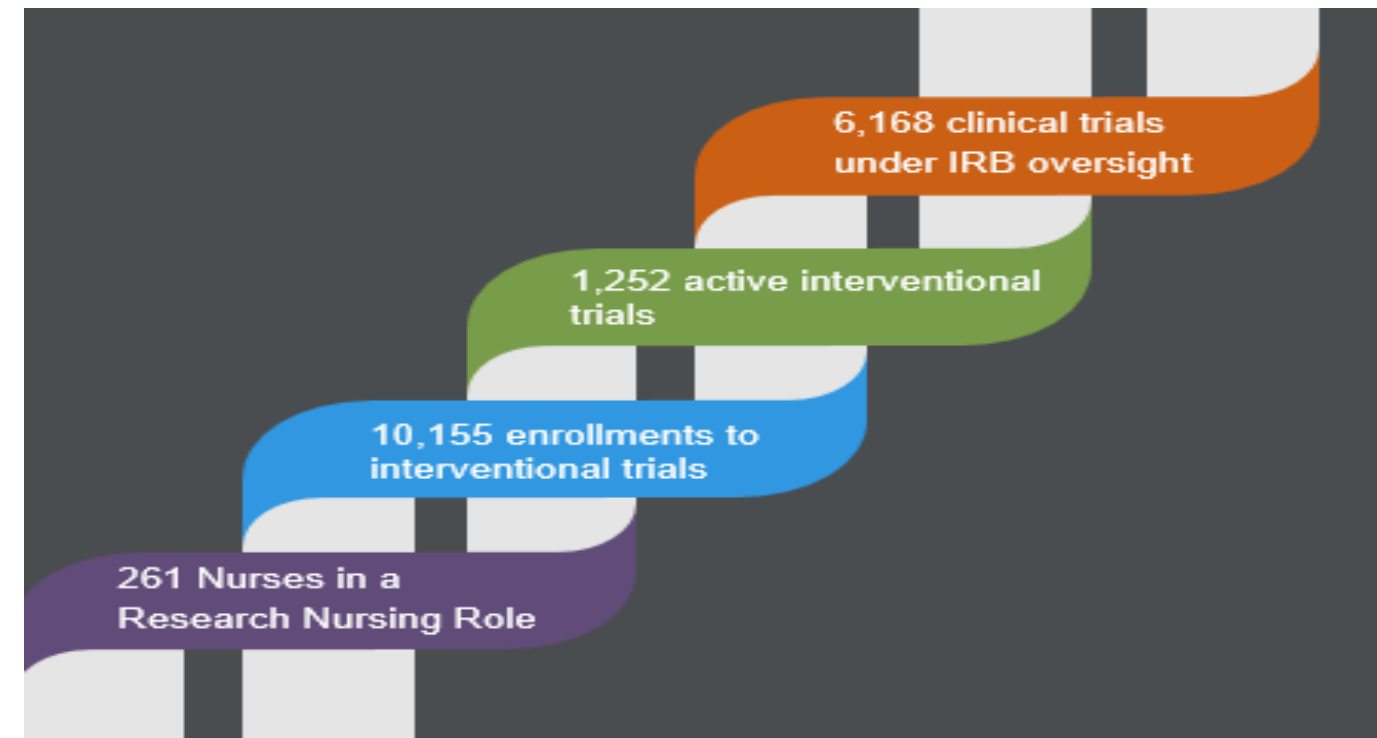 6,168 clinical trials
under IRB oversight
1,252 active interventional
trials
10,155 enrollments to
interventional trials
261 Nurses in a
Research Nursing Role